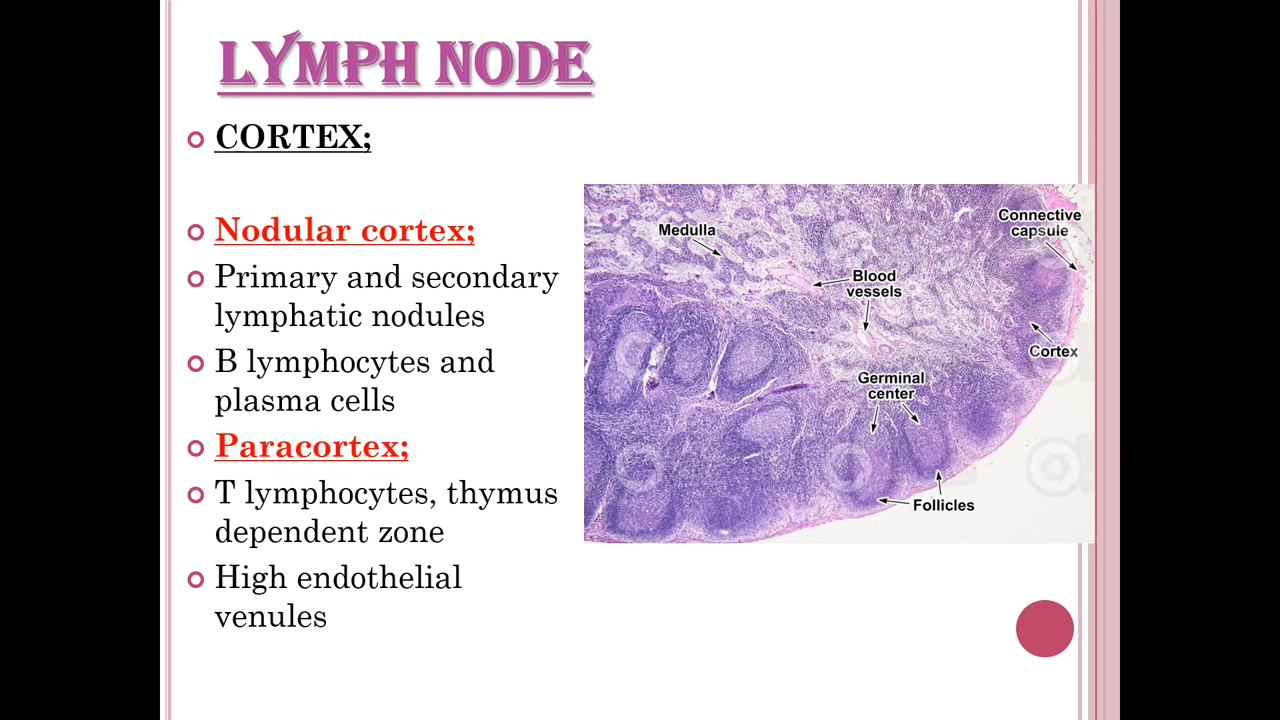 LYMPH NODE
CORTEX;
Nodular cortex;
Primary and secondary
lymphatic nodules
B lymphocytes and
plasma cells
Paracortex;
T lymphocytes, thymus
dependent zone
High endothelial
venules
Medulla
Connective
capsule
Blood
vessels
Cortex
Germinal
center
Follicles